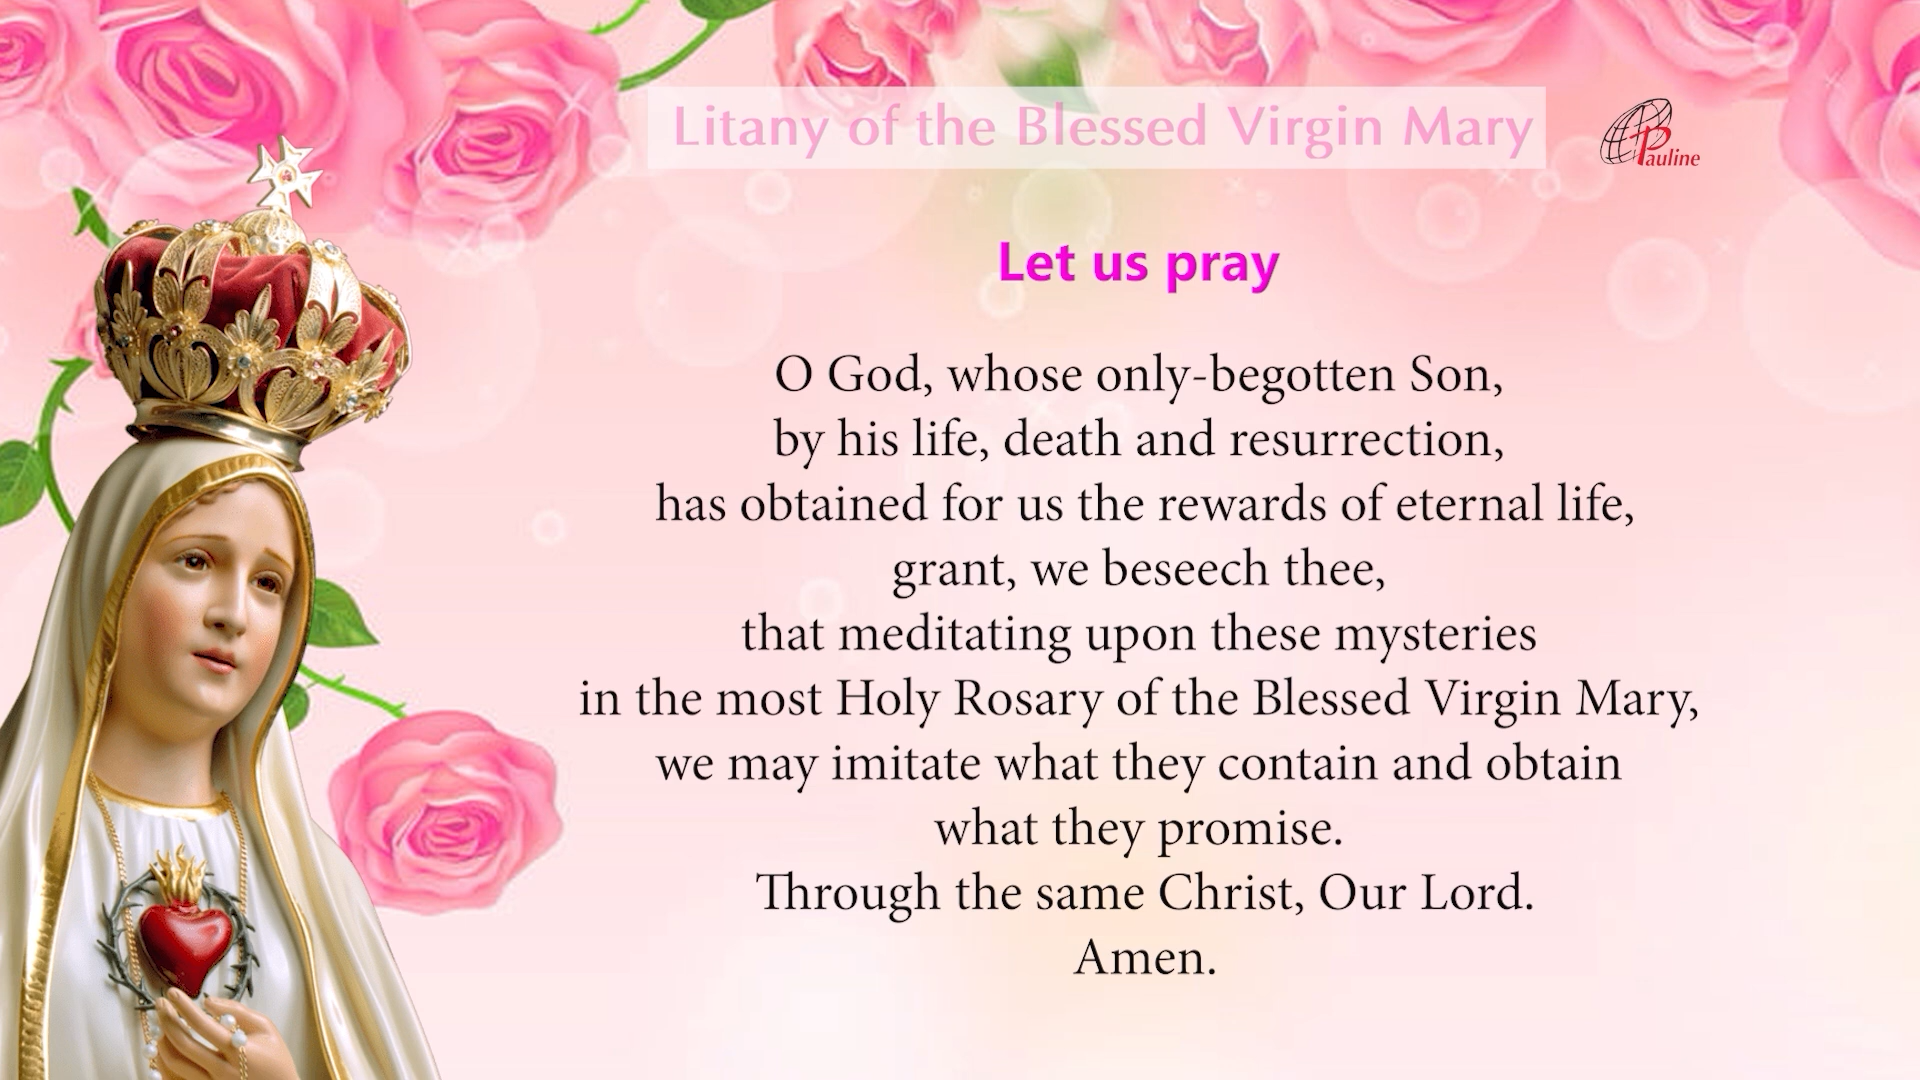 Litany of the Blessed Virgin Mary
Pauline
Let us pray
O God, whose only-begotten Son,
by his life, death and resurrection,
has obtained for us the rewards of eternal life,
grant, we beseech thee,
that meditating upon these mysteries
in the most Holy Rosary of the Blessed Virgin Mary,
we may imitate what they contain and obtain
what they promise.
Through the same Christ, Our Lord.
Amen.